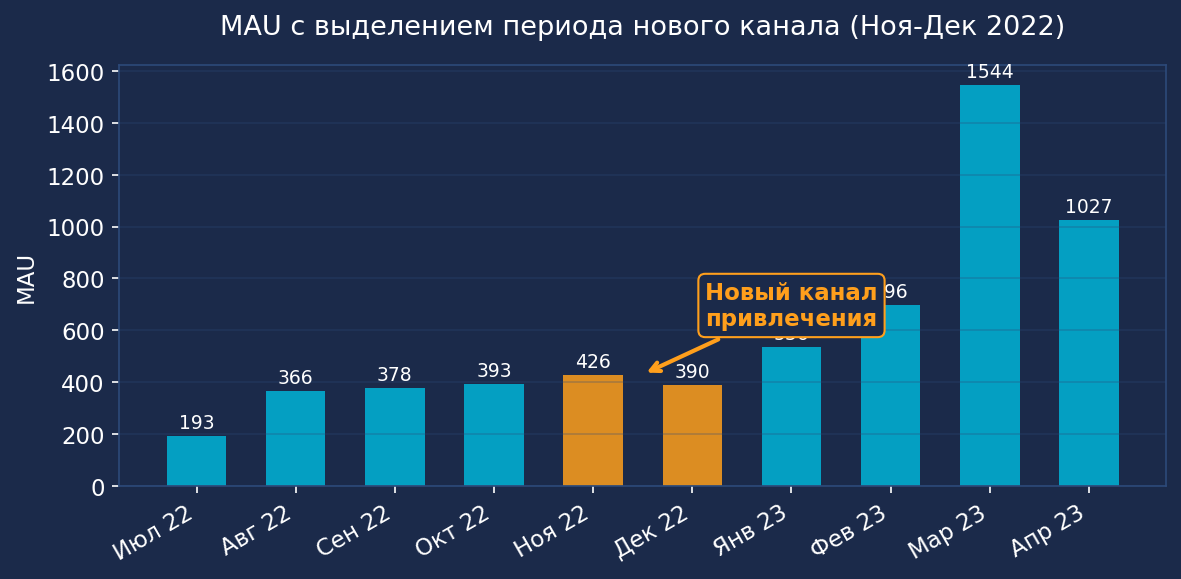 MAU с выделением периода нового канала (Ноя-Дек 2022)
MAU
1600
1400
1200
1000
800
600
400
200
0
193
366
378
393
426
390
96
1544
1027
Новый канал
привлечения
Июл 22
Авг 22
Сен 22
Окт 22
Ноя 22
Дек 22
Янв 23
Фев 23
Мар 23
Апр 23